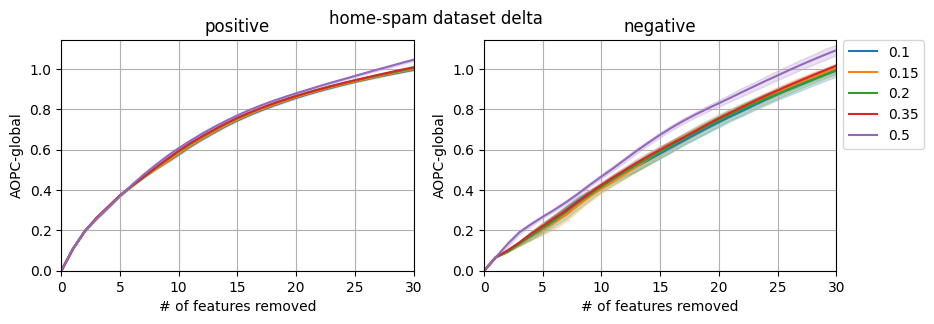 home-spam dataset delta
positive
AOPC-global
1.0
0.8
0.6
0.4
0.2
0.0
0 5 10 15 20 25 30
# of features removed
negative
AOPC-global
1.0
0.8
0.6
0.4
0.2
0.0
0 5 10 15 20 25 30
# of features removed
0.1
0.15
0.2
0.35
0.5